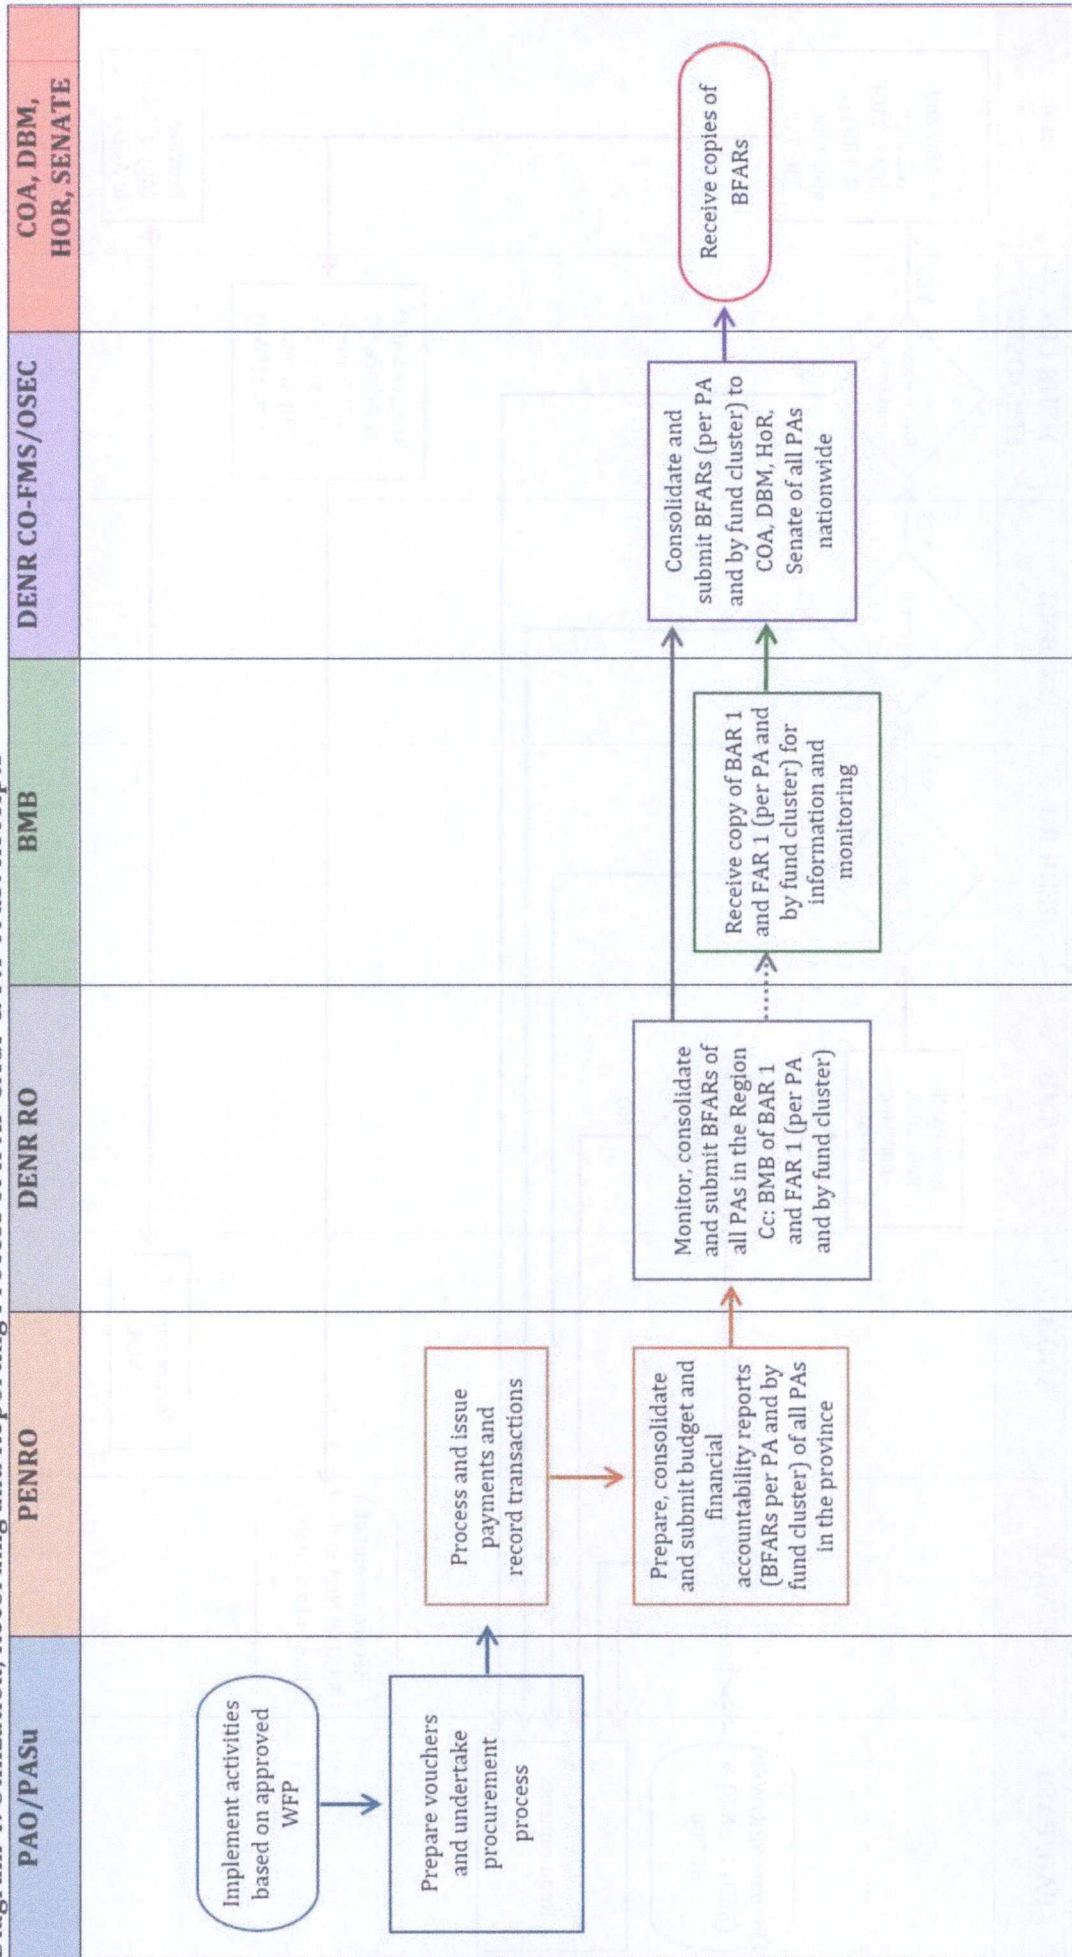 PAO/PASu
PENRO
DENR RO
BMB
DENR CO-FMS/OSEC
COA, DBM,
HOR, SENATE
Implement activities
based on approved
WFP
Prepare vouchers
and undertake
procurement
process
Process and issue
payments and
record transactions
Prepare, consolidate
and submit budget and
financial
accountability reports
(BFARs per PA and by
fund cluster) of all PAs
in the province
Monitor, consolidate
and submit BFARs of
all PAs in the Region
Cc: BMB of BAR 1
and FAR 1 (per PA
and by fund cluster)
Receive copy of BAR 1
and FAR 1 (per PA and
by fund cluster) for
information and
monitoring
Consolidate and
submit BFARs (per PA
and by fund cluster) to
COA, DBM, HoR,
Senate of all PAs
nationwide
Receive copies of
BFARs